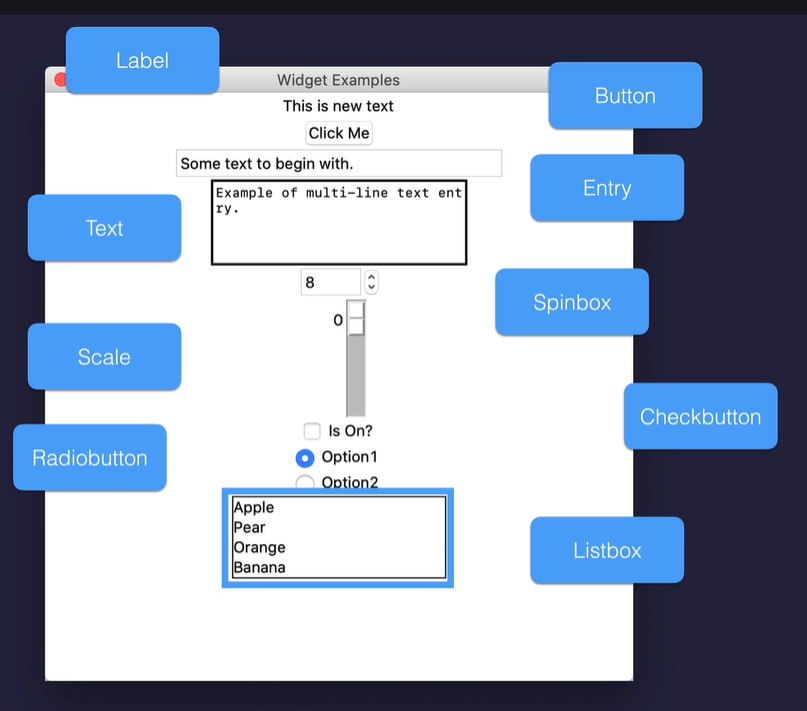 Label
Widget Examples
Button
This is new text
Click Me
Some text to begin with.
Entry
Example of multi-line text ent
ry.
Text
8
Spinbox
0
Scale
Checkbutton
Is On?
Radiobutton
Option1
Option2
Apple
Pear
Orange
Banana
Listbox